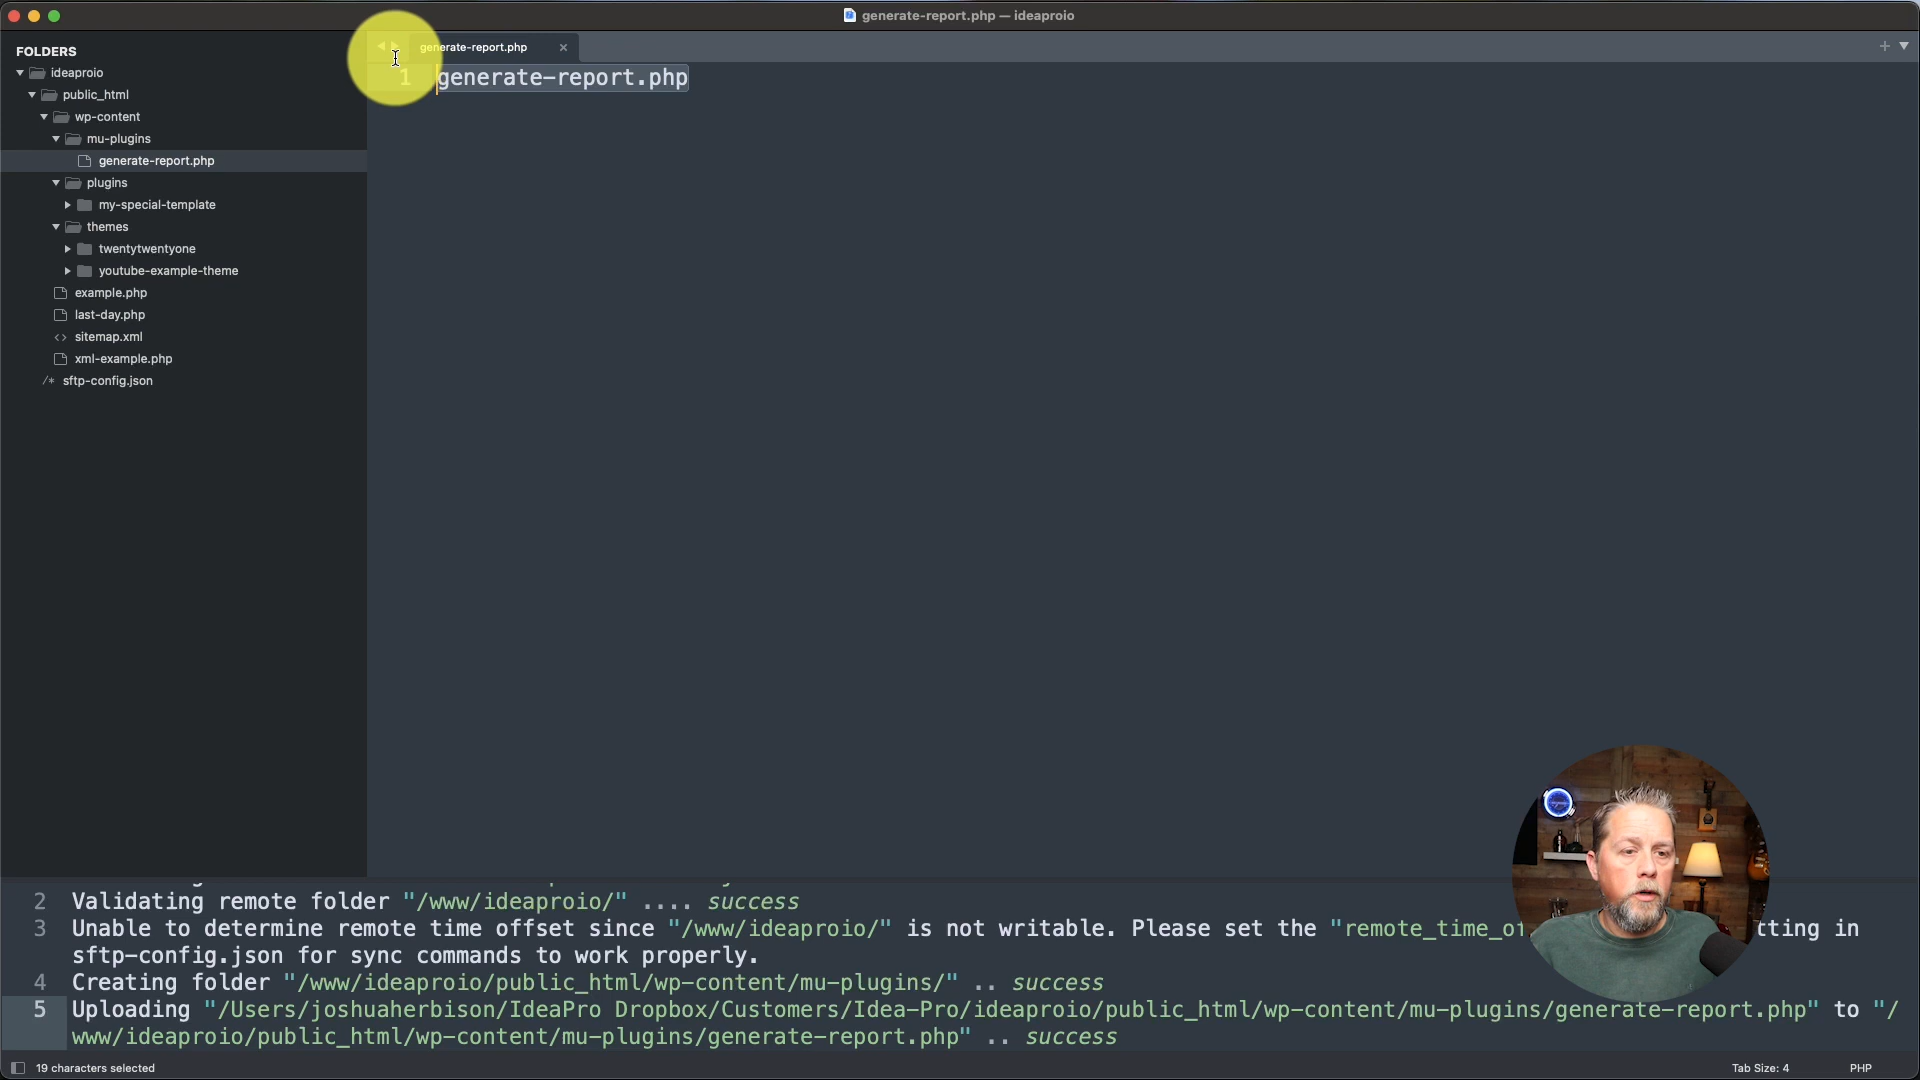 generate-report.php — ideaproio
FOLDERS
ideaproio
public_html
wp-content
mu-plugins
generate-report.php
plugins
my-special-template
themes
twentytwentyone
youtube-example-theme
example.php
last-day.php
<> sitemap.xml
xml-example.php
/* sftp-config.json
generate-report.php ×
1 generate-report.php
2 Validating remote folder "/www/ideaproio/" .... success
3 Unable to determine remote time offset since "/www/ideaproio/" is not writable. Please set the "remote_time_of tting in
sftp-config.json for sync commands to work properly.
4 Creating folder "/www/ideaproio/public_html/wp-content/mu-plugins/" .. success
5 Uploading "/Users/joshuaherbison/IdeaPro Dropbox/Customers/Idea-Pro/ideaproio/public_html/wp-content/mu-plugins/generate-report.php" to "/
www/ideaproio/public_html/wp-content/mu-plugins/generate-report.php" .. success
19 characters selected
Tab Size: 4
PHP